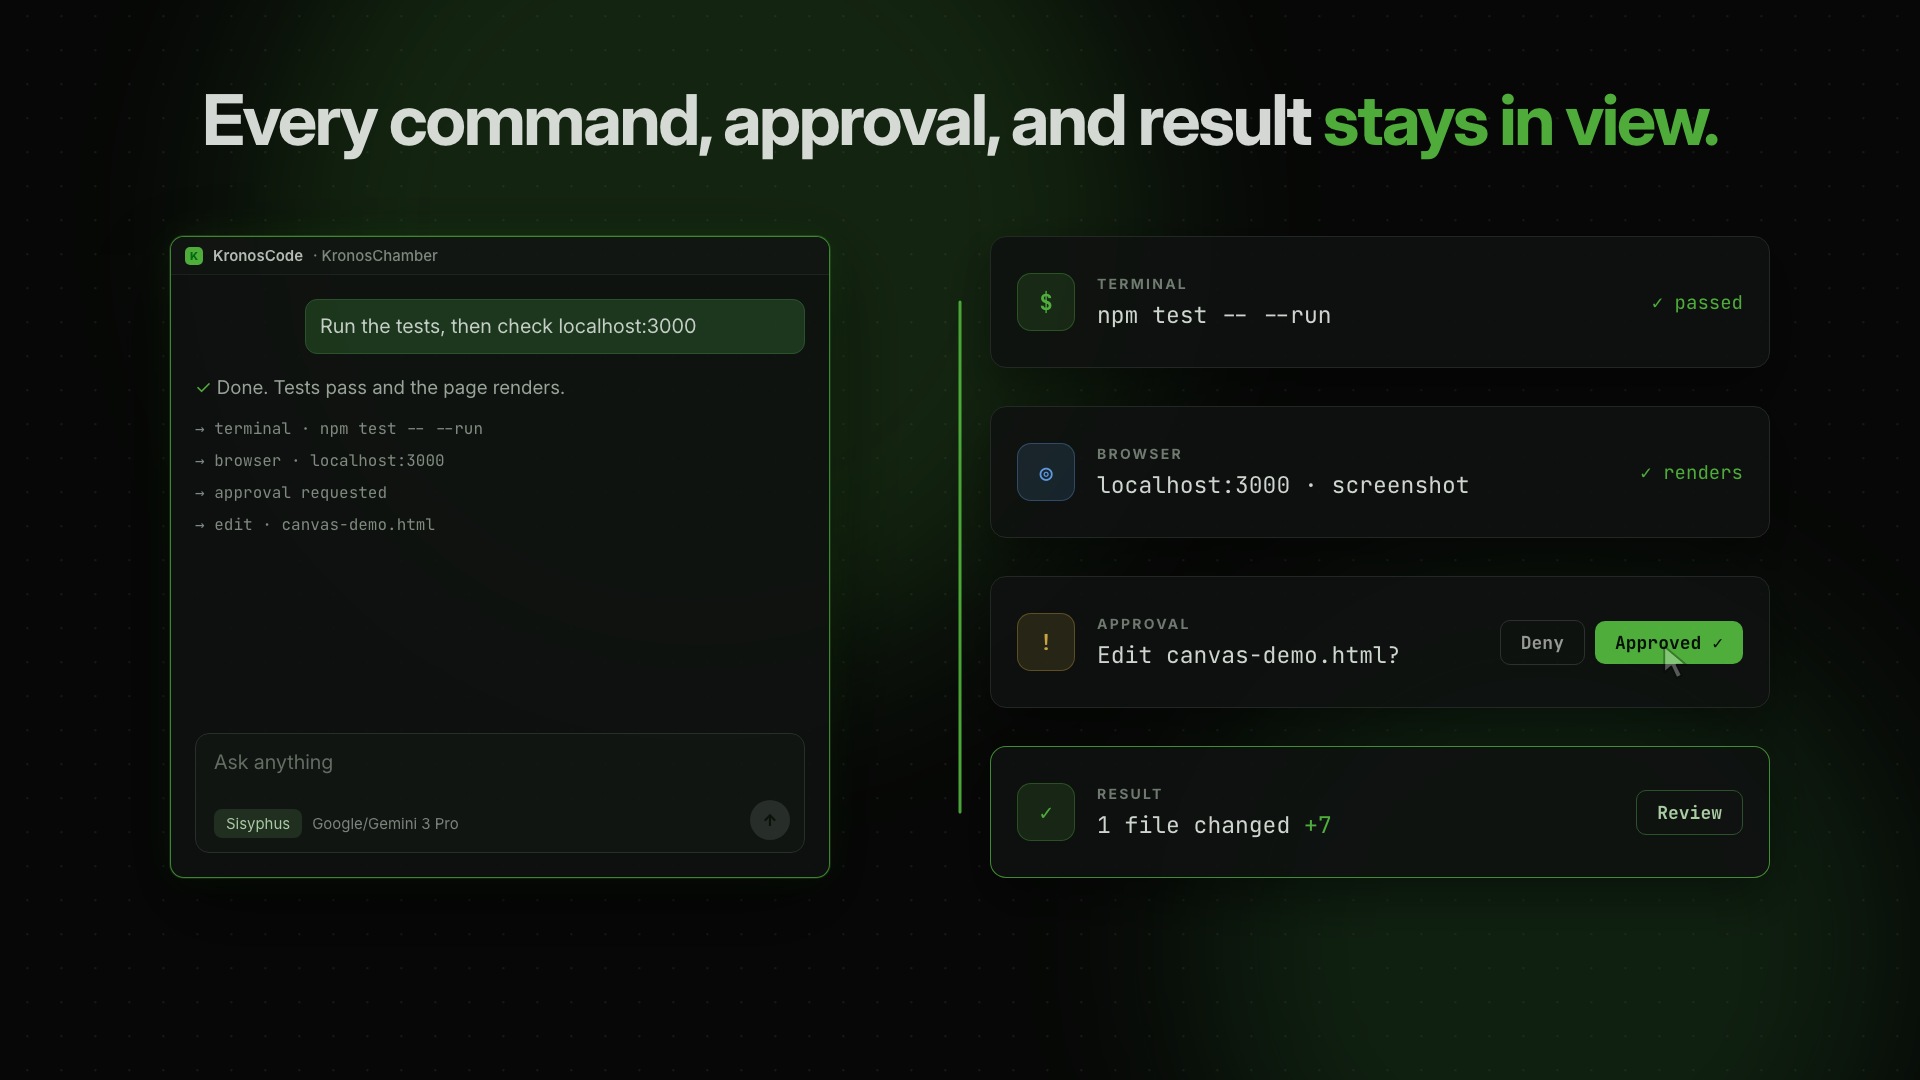 Every command, approval, and result stays in view.
K KronosCode · KronosChamber
Run the tests, then check localhost:3000
✓ Done. Tests pass and the page renders.
→ terminal · npm test -- --run
→ browser · localhost:3000
→ approval requested
→ edit · canvas-demo.html
Ask anything
Sisyphus Google/Gemini 3 Pro
$
TERMINAL
npm test -- --run
✓ passed
BROWSER
localhost:3000 · screenshot
✓ renders
!
APPROVAL
Edit canvas-demo.html?
Deny
Approved ✓
✓
RESULT
1 file changed +7
Review